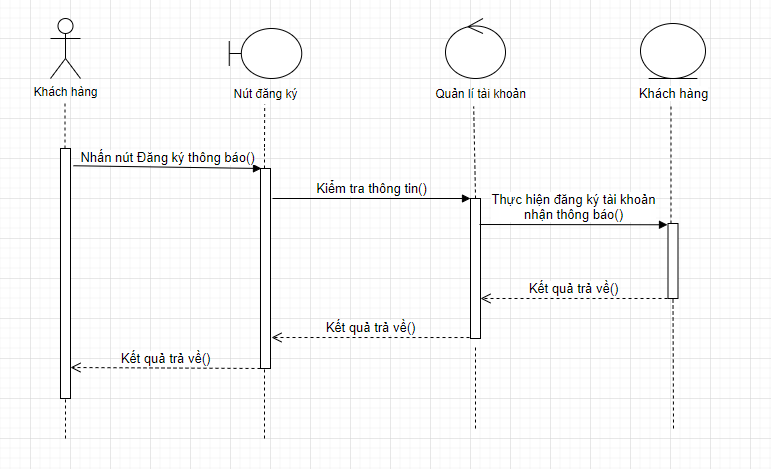 Khách hàng
Nút đăng ký
Quản lí tài khoản
Khách hàng
Nhấn nút Đăng ký thông báo()
Kiểm tra thông tin()
Thực hiện đăng ký tài khoản
nhận thông báo()
Kết quả trả về()
Kết quả trả về()
Kết quả trả về()